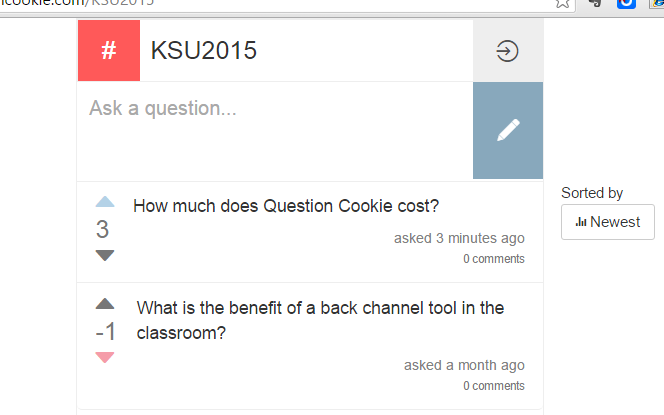 ncookie.com/KSU2015
# KSU2015
Ask a question...
Sorted by
Newest
How much does Question Cookie cost?
3
asked 3 minutes ago
0 comments
What is the benefit of a back channel tool in the
classroom?
-1
asked a month ago
0 comments